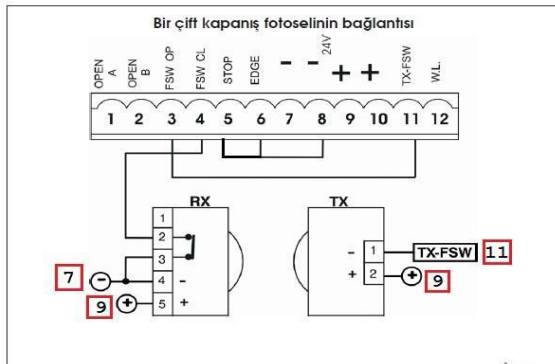 Bir çift kapanış fotoselinin bağlantısı
OPEN A
OPEN B
FSW OP
FSW CL
STOP
EDGE
- - 24V + +
TX-FSW
W.L.
1 2 3 4 5 6 7 8 9 10 11 12
RX
TX
1
2
3
4 -
5 +
7 -
9 +
- 1 TX-FSW 11
+ 2 + 9